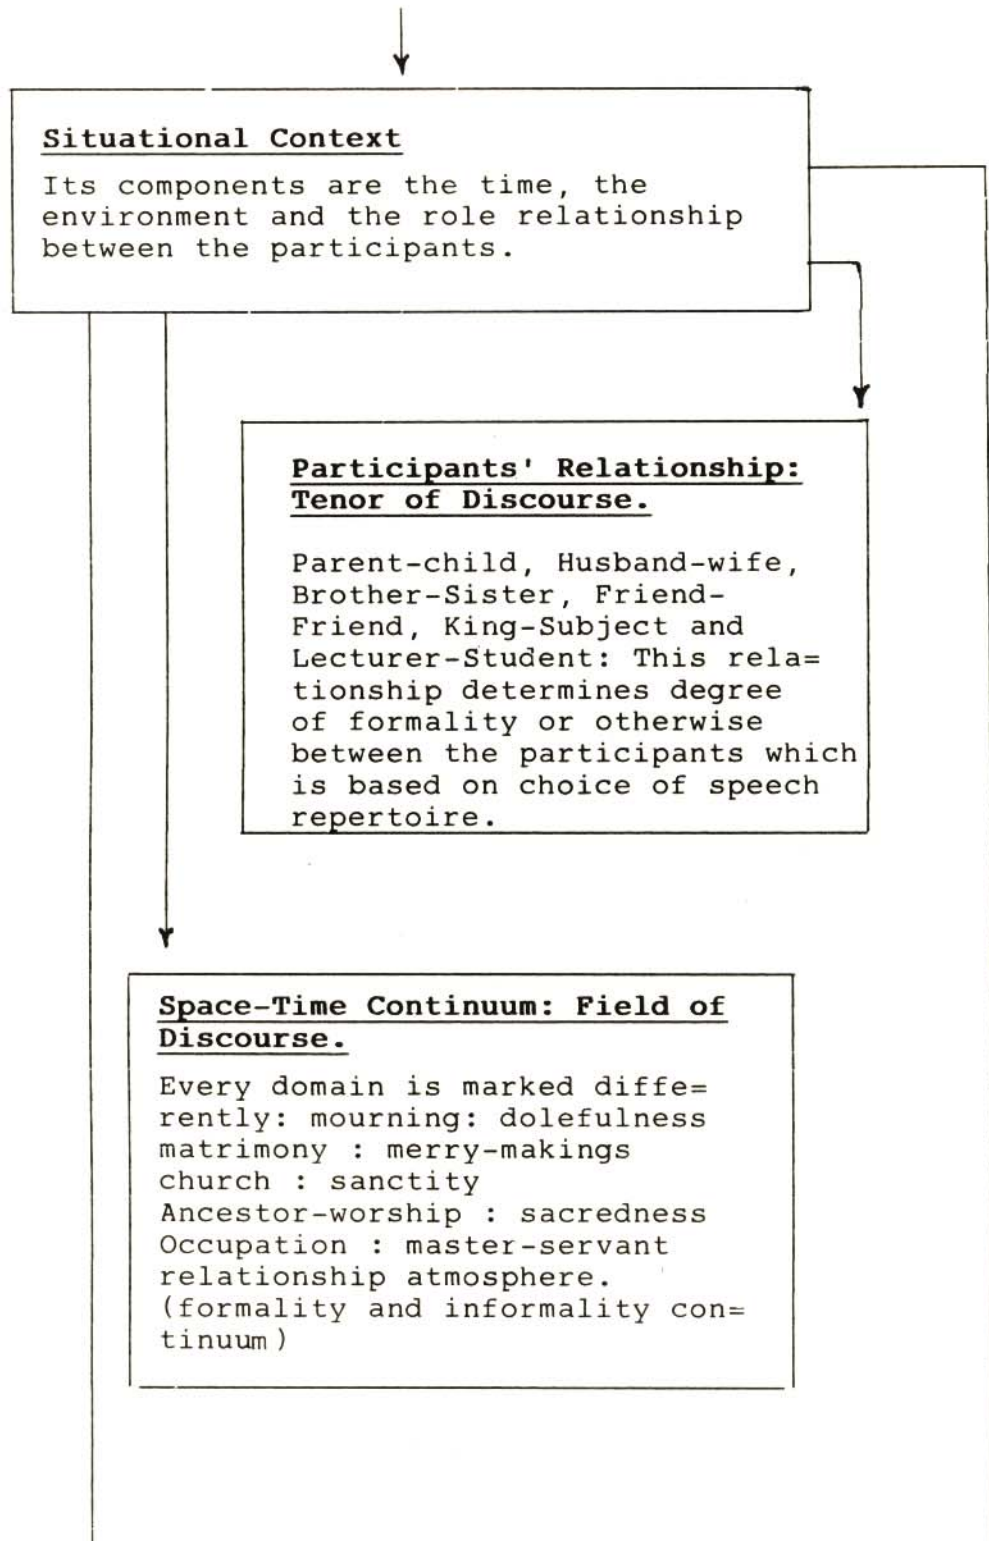 Situational Context
Its components are the time, the
environment and the role relationship
between the participants.
Participants' Relationship:
Tenor of Discourse.
Parent-child, Husband-wife,
Brother-Sister, Friend-
Friend, King-Subject and
Lecturer-Student: This rela=
tionship determines degree
of formality or otherwise
between the participants which
is based on choice of speech
repertoire.
Space-Time Continuum: Field of
Discourse.
Every domain is marked diffe=
rently: mourning: dolefulness
matrimony : merry-makings
church : sanctity
Ancestor-worship : sacredness
Occupation : master-servant
relationship atmosphere.
(formality and informality con=
tinuum)